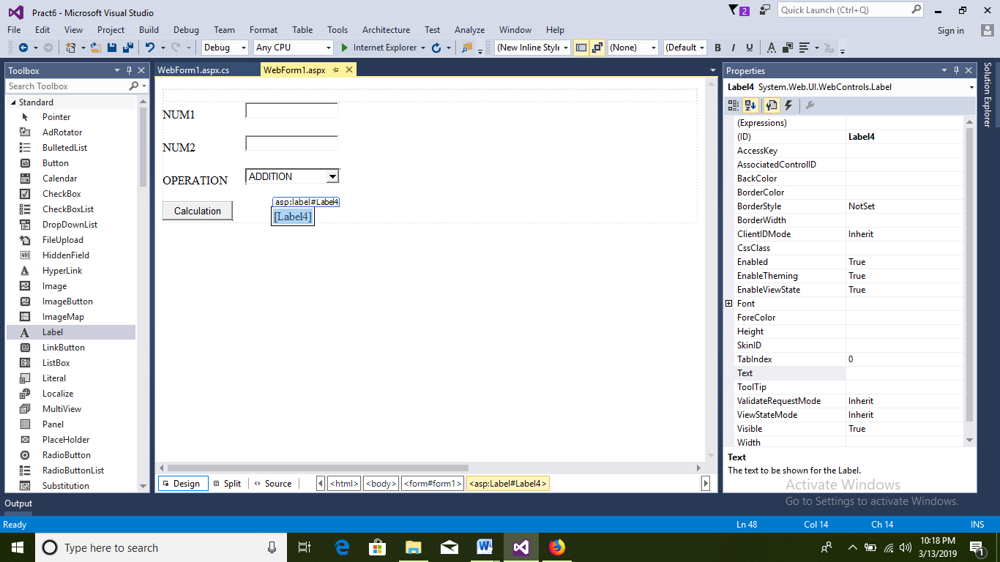 Pract6 - Microsoft Visual Studio
2
Quick Launch (Ctrl+Q)
File Edit View Project Build Debug Team Format Table Tools Architecture Test Analyze Window Help
Sign in
Debug Any CPU Internet Explorer (New Inline Style (None) (Default B I U
Toolbox
Search Toolbox
Standard
Pointer
AdRotator
BulletedList
Button
Calendar
CheckBox
CheckBoxList
DropDownList
FileUpload
HiddenField
HyperLink
Image
ImageButton
ImageMap
Label
LinkButton
ListBox
Literal
Localize
MultiView
Panel
PlaceHolder
RadioButton
RadioButtonList
Substitution
WebForm1.aspx.cs WebForm1.aspx
NUM1
NUM2
OPERATION ADDITION
asp:label#Label4
Calculation [Label4]
Design Split Source <html> <body> <form#form1> <asp:Label#Label4>
Properties
Label4 System.Web.UI.WebControls.Label
(Expressions)
(ID) Label4
AccessKey
AssociatedControlID
BackColor
BorderColor
BorderStyle NotSet
BorderWidth
ClientIDMode Inherit
CssClass
Enabled True
EnableTheming True
EnableViewState True
Font
ForeColor
Height
SkinID
TabIndex 0
Text
ToolTip
ValidateRequestMode Inherit
ViewStateMode Inherit
Visible True
Width
Text
The text to be shown for the Label.
Activate Windows
Go to Settings to activate Windows.
Solution Explorer
Output
Ready Ln 48 Col 14 Ch 14 INS
Type here to search
10:18 PM
3/13/2019
1